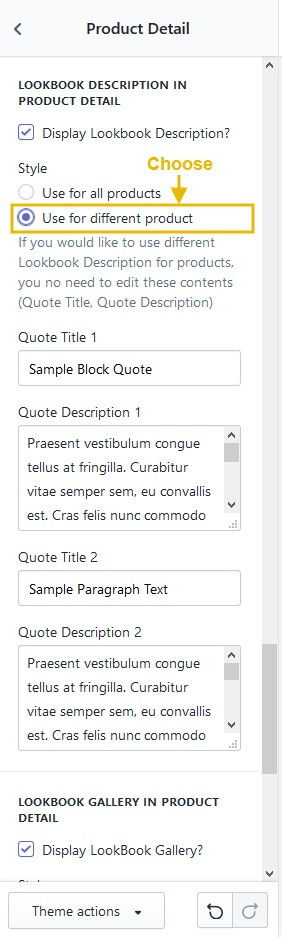 Product Detail
LOOKBOOK DESCRIPTION IN
PRODUCT DETAIL
Display Lookbook Description?
Style
Choose
Use for all products
Use for different product
If you would like to use different
Lookbook Description for products,
you no need to edit these contents
(Quote Title, Quote Description)
Quote Title 1
Sample Block Quote
Quote Description 1
Praesent vestibulum congue
tellus at fringilla. Curabitur
vitae semper sem, eu convallis
est. Cras felis nunc commodo
Quote Title 2
Sample Paragraph Text
Quote Description 2
Praesent vestibulum congue
tellus at fringilla. Curabitur
vitae semper sem, eu convallis
est. Cras felis nunc commodo
LOOKBOOK GALLERY IN PRODUCT
DETAIL
Display LookBook Gallery?
Theme actions